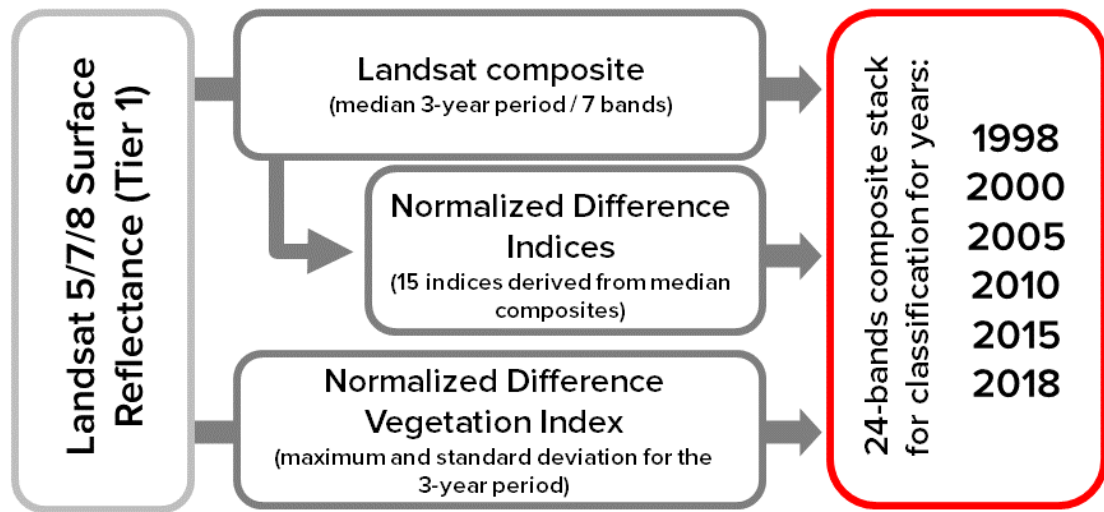 Landsat 5/7/8 Surface
Reflectance (Tier 1)
Landsat composite
(median 3-year period / 7 bands)
Normalized Difference
Indices
(15 indices derived from median
composites)
Normalized Difference
Vegetation Index
(maximum and standard deviation for the
3-year period)
24-bands composite stack
for classification for years:
1998
2000
2005
2010
2015
2018